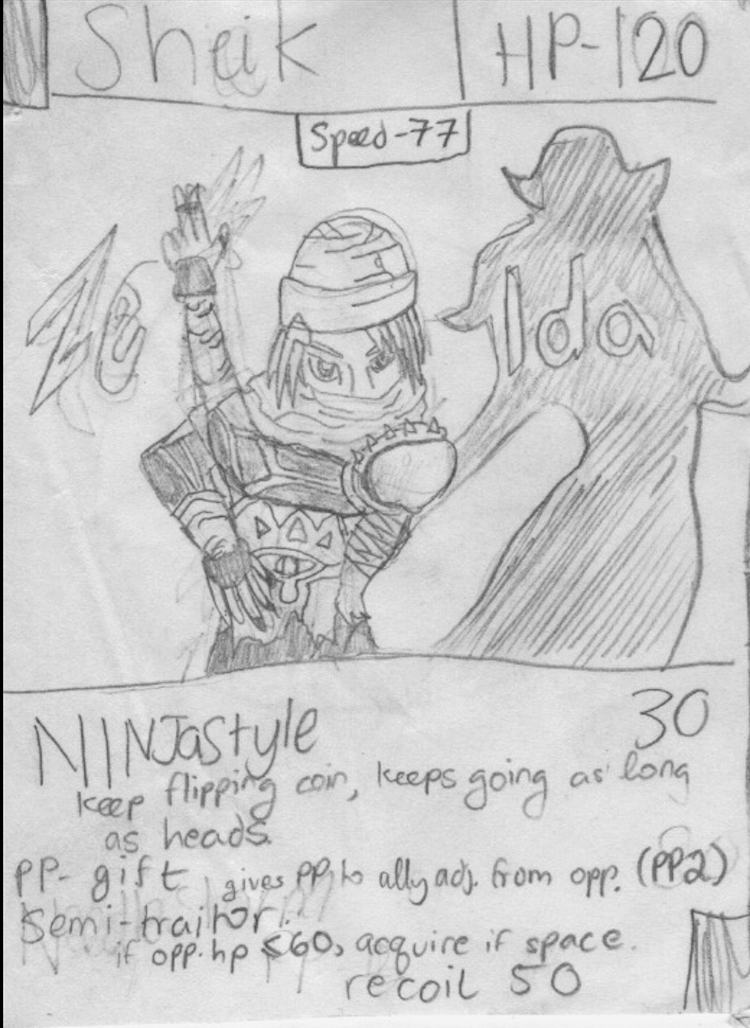 Sheik HP-120
Speed-77
Ze lda
NINJAstyle 30
keep flipping coin, keeps going as long
as heads.
PP- gift, gives PP to ally adj. from opp. (PP2)
Semi-traitor.
if opp. hp ≤60, acquire if space.
recoil 50